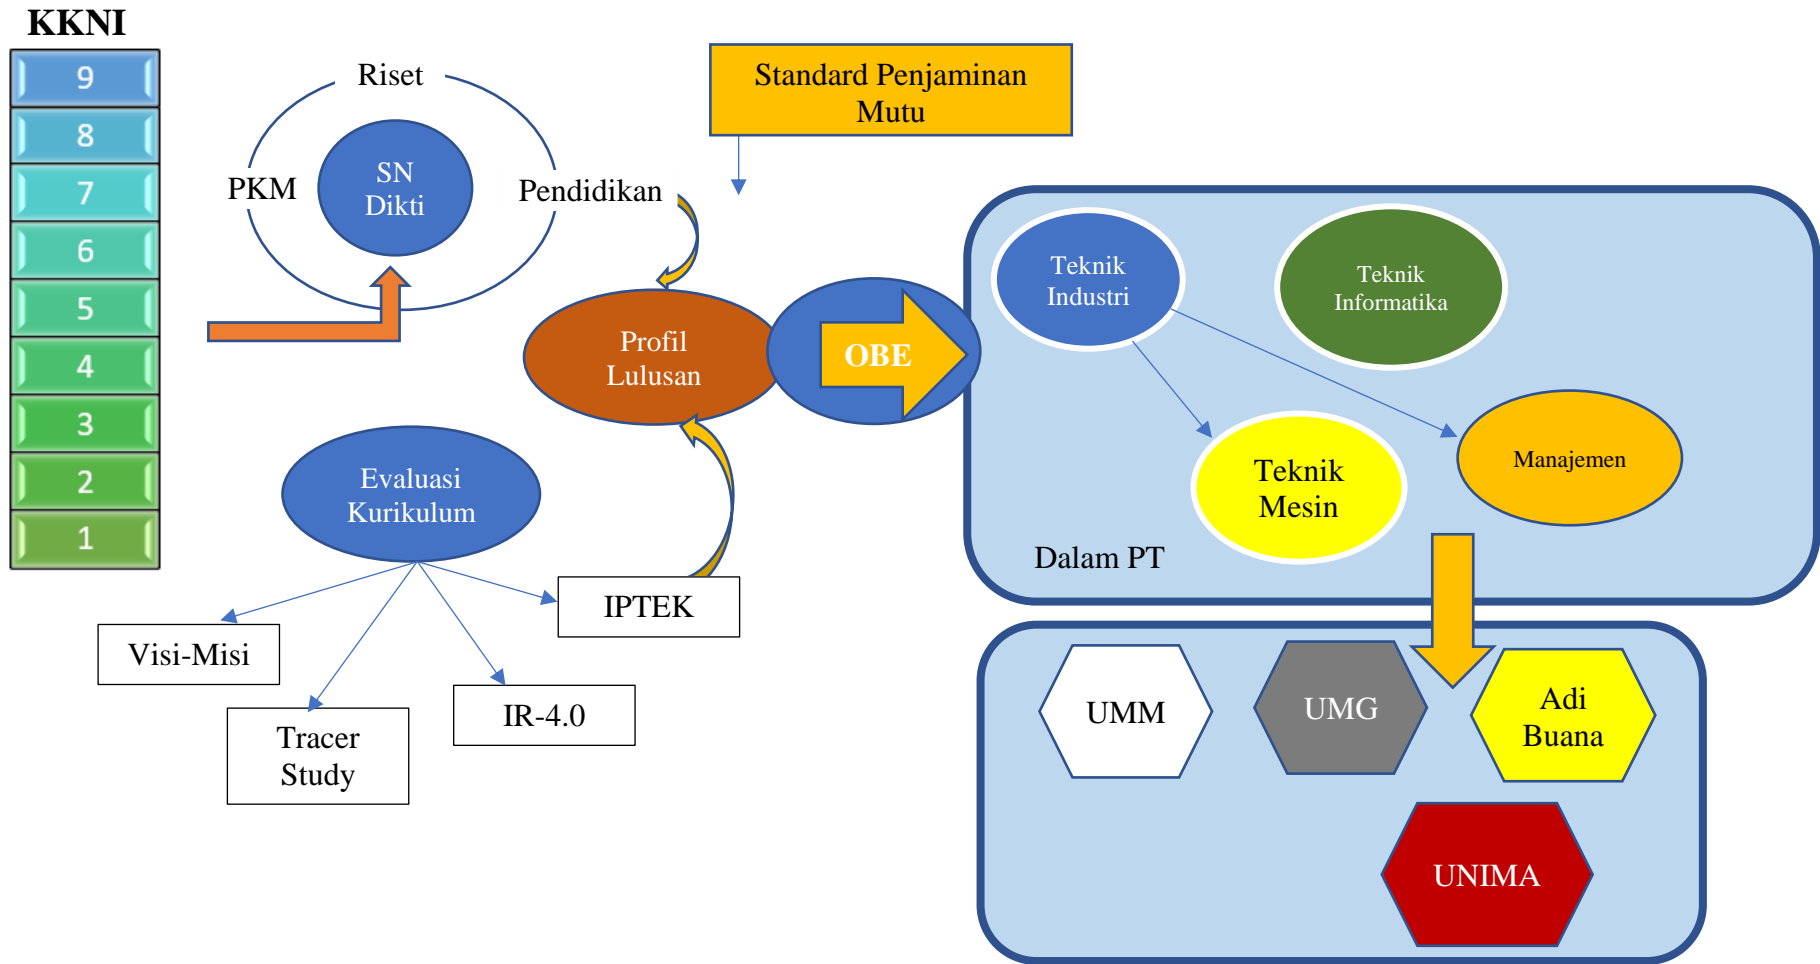 KKNI
9
8
7
6
5
4
3
2
1
Riset
PKM
SN
Dikti
Pendidikan
Standard Penjaminan
Mutu
Profil
Lulusan
OBE
Evaluasi
Kurikulum
Visi-Misi
Tracer
Study
IR-4.0
IPTEK
Teknik
Industri
Teknik
Informatika
Teknik
Mesin
Manajemen
Dalam PT
UMM
UMG
Adi
Buana
UNIMA